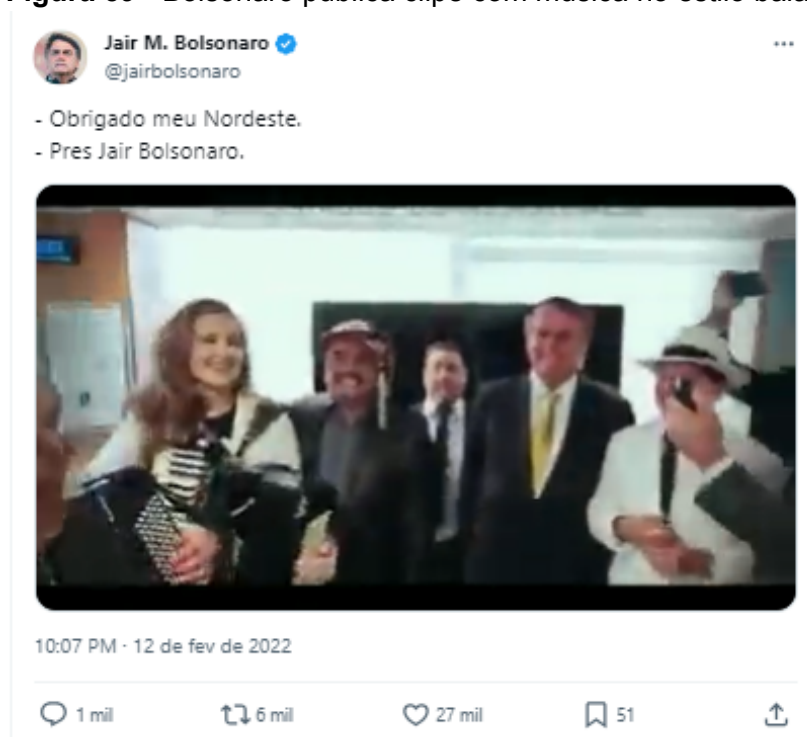 Jair M. Bolsonaro
@jairbolsonaro
- Obrigado meu Nordeste.
- Pres Jair Bolsonaro.
10:07 PM · 12 de fev de 2022
1 mil 6 mil 27 mil 51